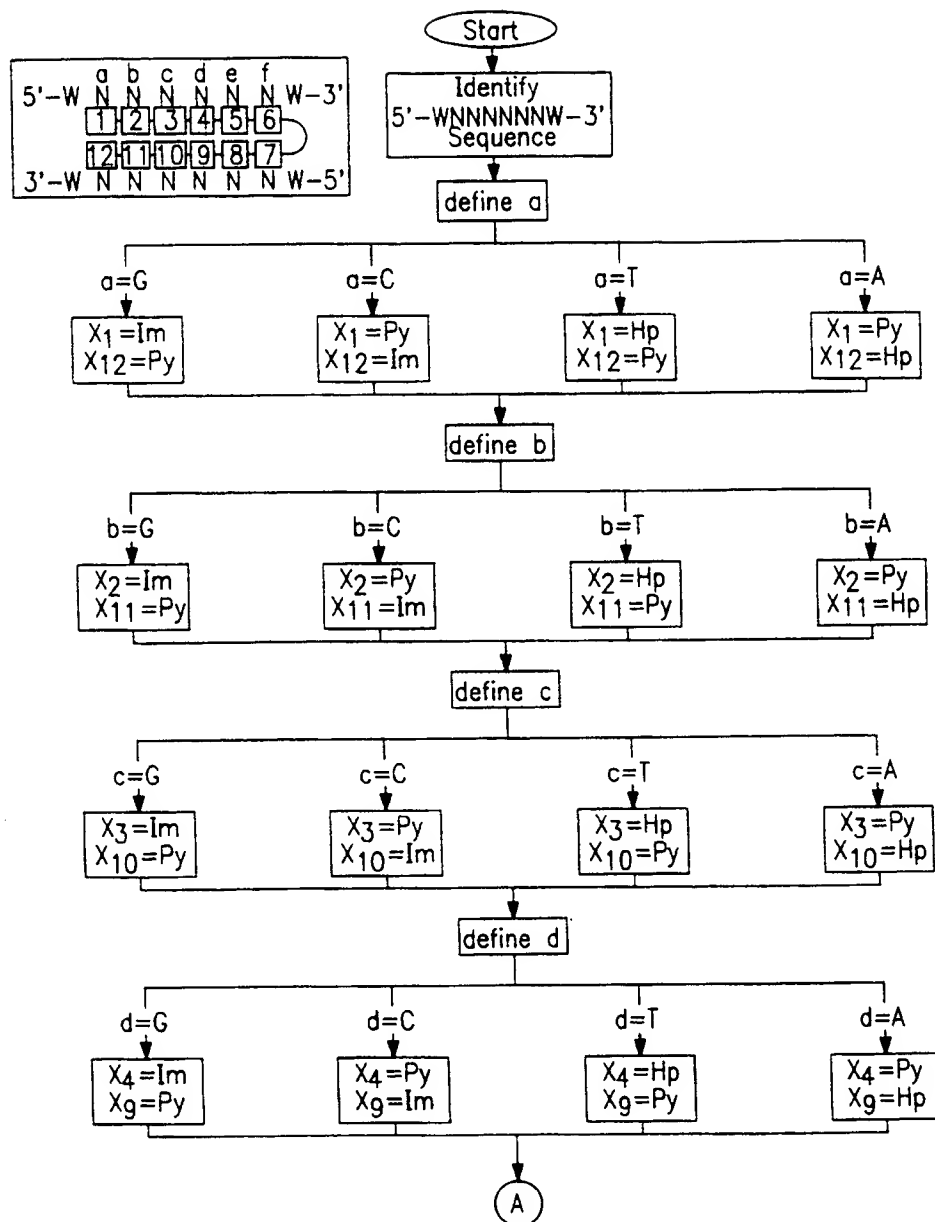 Start
a b c d e f
5'-W N N N N N N W-3'
1 2 3 4 5 6
12 11 10 9 8 7
3'-W N N N N N N W-5'
Identify
5'-WNNNNNNW-3'
Sequence
define a
a=G a=C a=T a=A
X1=Im X1=Py X1=Hp X1=Py
X12=Py X12=Im X12=Py X12=Hp
define b
b=G b=C b=T b=A
X2=Im X2=Py X2=Hp X2=Py
X11=Py X11=Im X11=Py X11=Hp
define c
c=G c=C c=T c=A
X3=Im X3=Py X3=Hp X3=Py
X10=Py X10=Im X10=Py X10=Hp
define d
d=G d=C d=T d=A
X4=Im X4=Py X4=Hp X4=Py
X9=Py X9=Im X9=Py X9=Hp
A